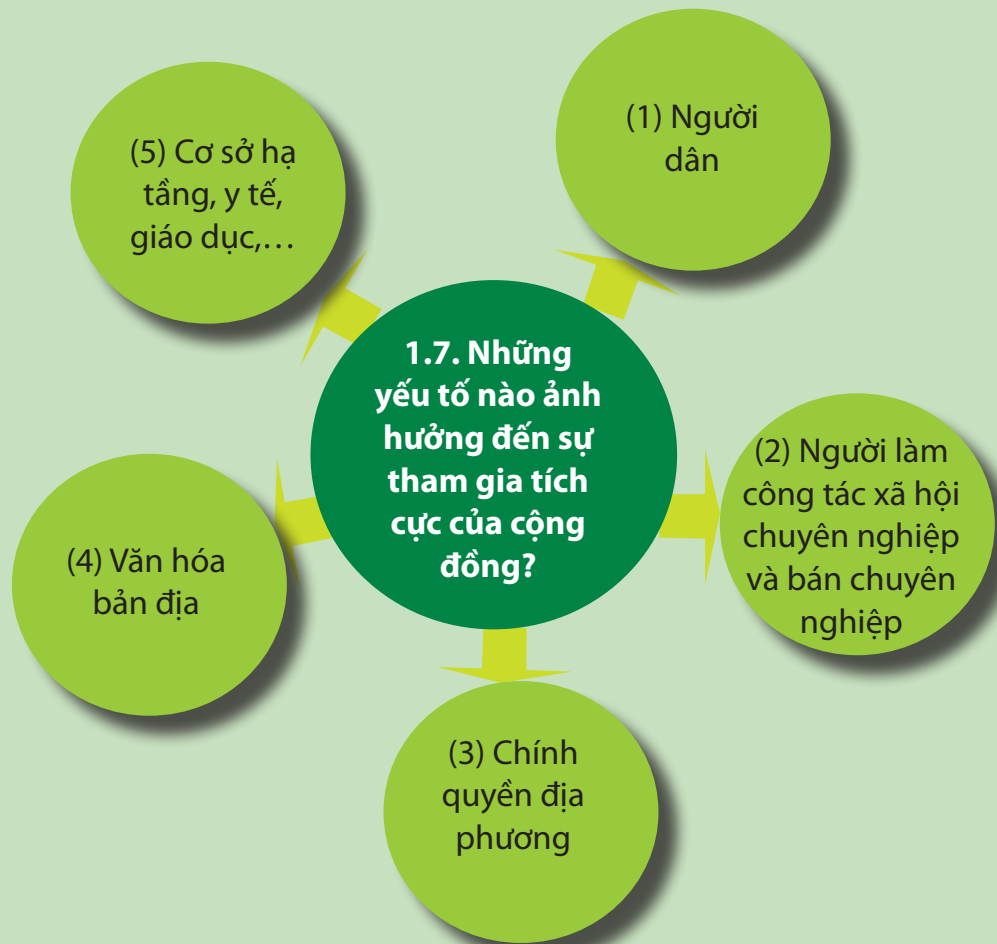 1.7. Những
yếu tố nào ảnh
hưởng đến sự
tham gia tích
cực của cộng
đồng?
(1) Người
dân
(2) Người làm
công tác xã hội
chuyên nghiệp
và bán chuyên
nghiệp
(3) Chính
quyền địa
phương
(4) Văn hóa
bản địa
(5) Cơ sở hạ
tầng, y tế,
giáo dục,…